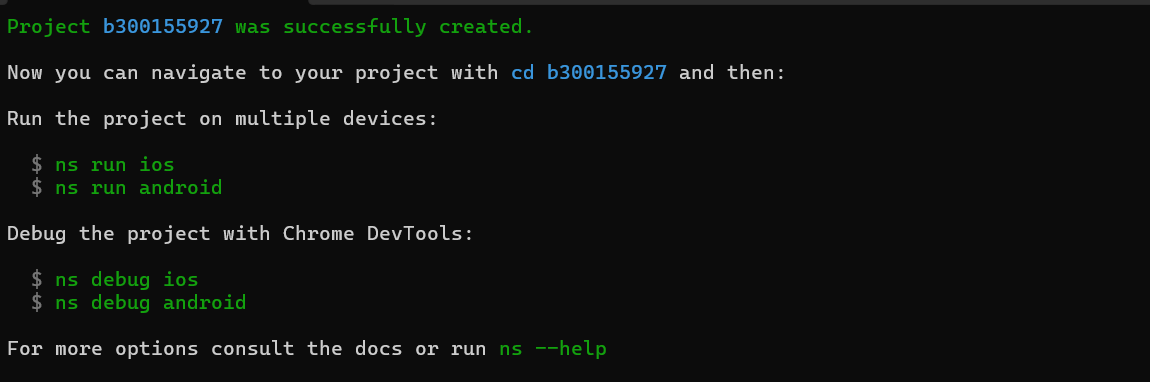 Project b300155927 was successfully created.
Now you can navigate to your project with cd b300155927 and then:
Run the project on multiple devices:
$ ns run ios
$ ns run android
Debug the project with Chrome DevTools:
$ ns debug ios
$ ns debug android
For more options consult the docs or run ns --help